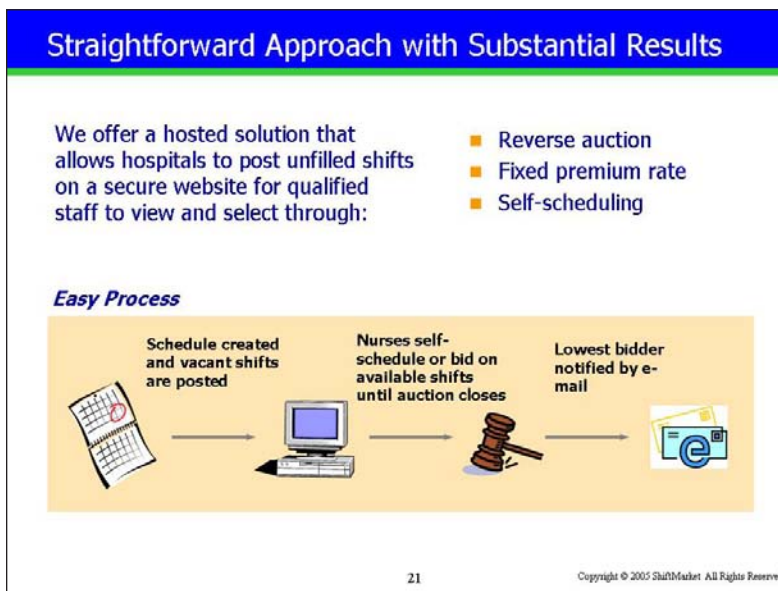 Straightforward Approach with Substantial Results
We offer a hosted solution that
allows hospitals to post unfilled shifts
on a secure website for qualified
staff to view and select through:
Reverse auction
Fixed premium rate
Self-scheduling
Easy Process
Schedule created
and vacant shifts
are posted
Nurses self-
schedule or bid on
available shifts
until auction closes
Lowest bidder
notified by e-
mail
e
21
Copyright © 2005 ShiftMarket All Rights Reserve